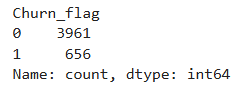 Churn_flag
0    3961
1     656
Name: count, dtype: int64